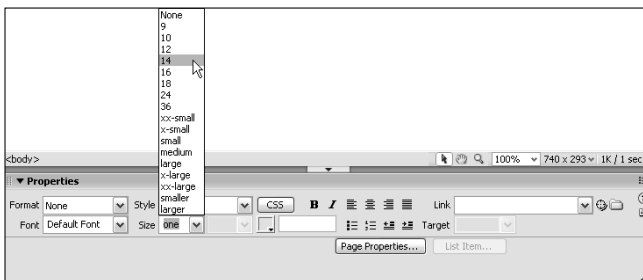 None
9
10
12
14
16
18
24
36
xx-small
x-small
small
medium
large
x-large
xx-large
smaller
larger
<body>
100% 740 x 293 1K / 1 sec
Properties
Format None Style CSS B I Link
Font Default Font Size one Target
Page Properties... List Item...